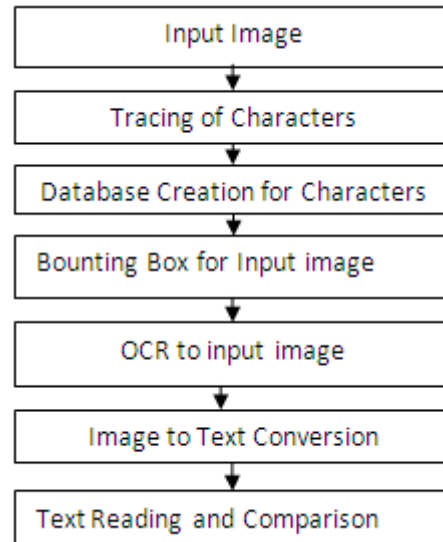 Input Image
Tracing of Characters
Database Creation for Characters
Bounting Box for Input image
OCR to input image
Image to Text Conversion
Text Reading and Comparison